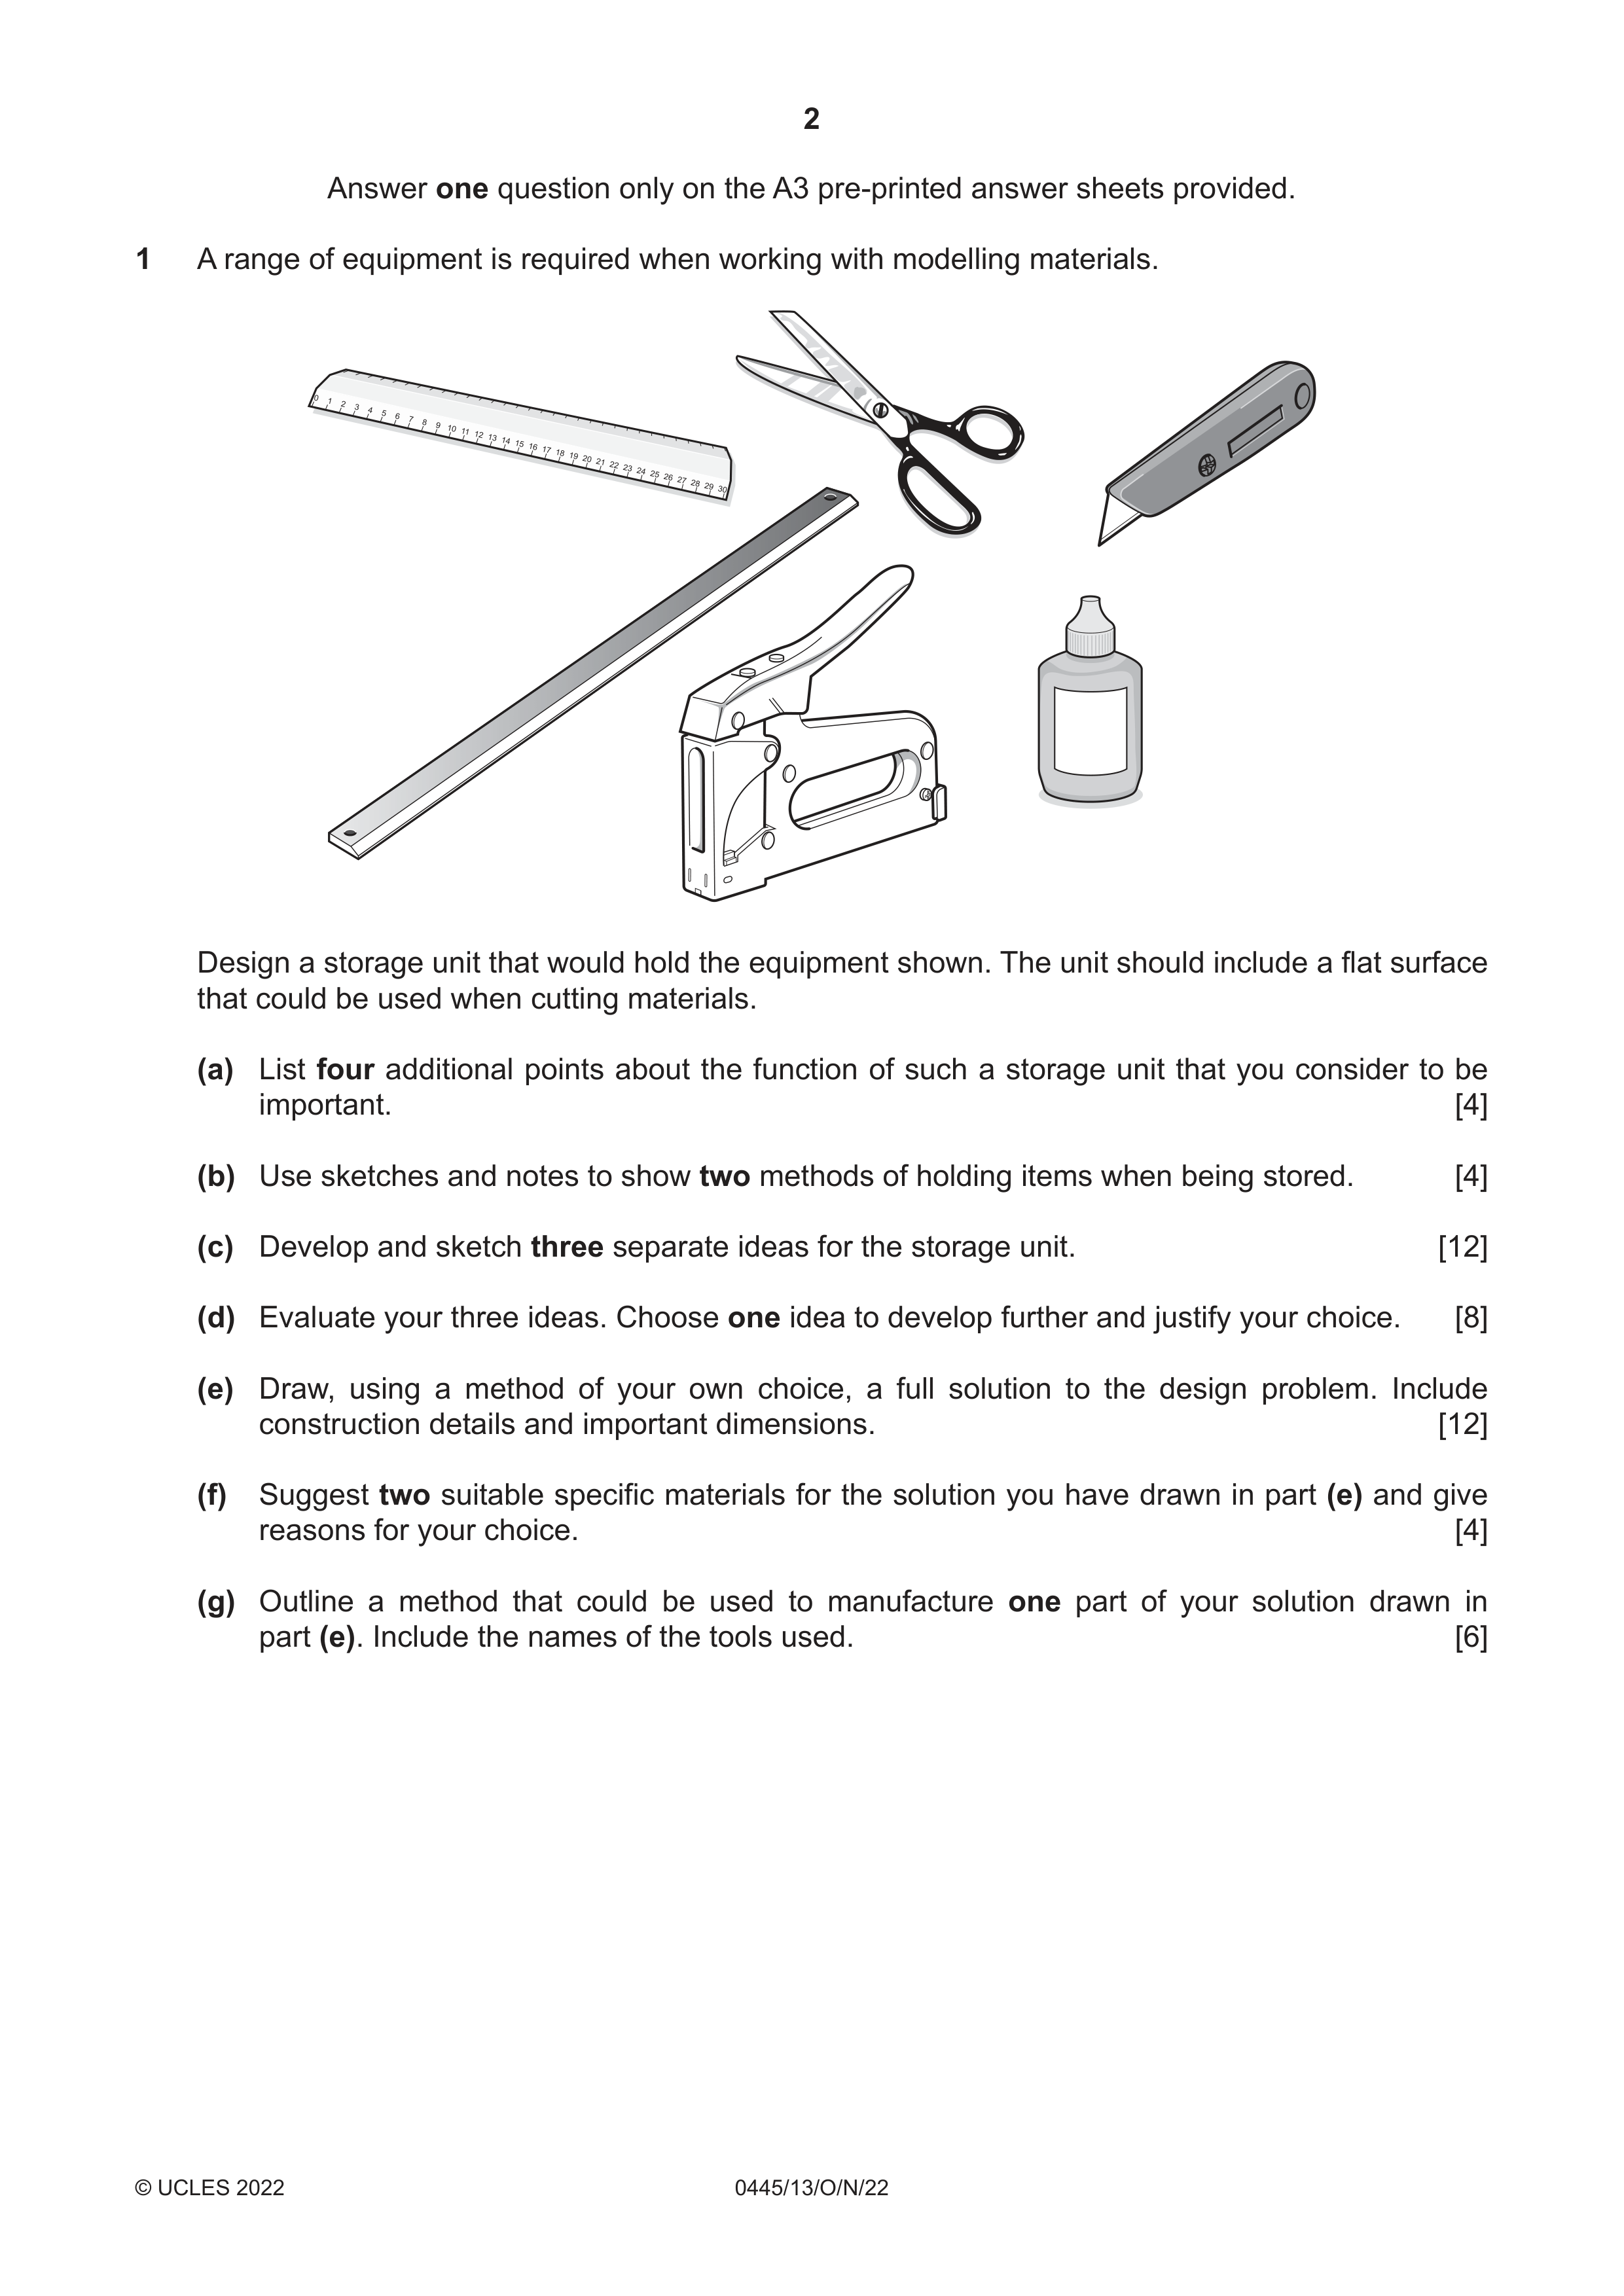 2
Answer one question only on the A3 pre-printed answer sheets provided.
1 A range of equipment is required when working with modelling materials.
0 1 2 3 4 5 6 7 8 9 10 11 12 13 14 15 16 17 18 19 20 21 22 23 24 25 26 27 28 29 30
Design a storage unit that would hold the equipment shown. The unit should include a flat surface
that could be used when cutting materials.
(a) List four additional points about the function of such a storage unit that you consider to be
important. [4]
(b) Use sketches and notes to show two methods of holding items when being stored. [4]
(c) Develop and sketch three separate ideas for the storage unit. [12]
(d) Evaluate your three ideas. Choose one idea to develop further and justify your choice. [8]
(e) Draw, using a method of your own choice, a full solution to the design problem. Include
construction details and important dimensions. [12]
(f) Suggest two suitable specific materials for the solution you have drawn in part (e) and give
reasons for your choice. [4]
(g) Outline a method that could be used to manufacture one part of your solution drawn in
part (e). Include the names of the tools used. [6]
© UCLES 2022 0445/13/O/N/22